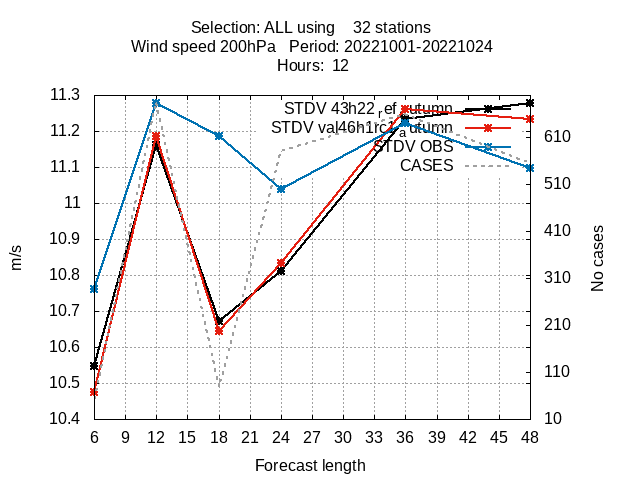 Selection: ALL using 32 stations
Wind speed 200hPa Period: 20221001-20221024
Hours: 12
11.3
11.2
11.1
11
10.9
10.8
10.7
10.6
10.5
10.4
m/s
STDV 43h22
STDV
STDV OBS
CASES
610
510
410
310
210
110
10
No cases
6 9 12 15 18 21 24 27 30 33 36 39 42 45 48
Forecast length